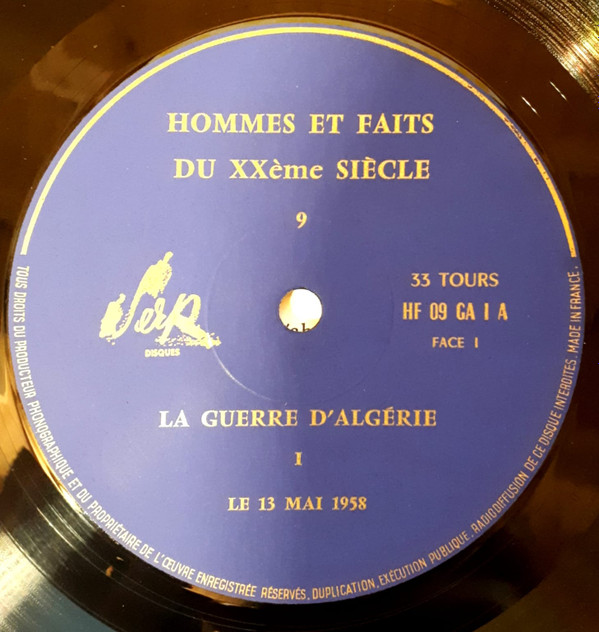 HOMMES ET FAITS
DU XXème SIÈCLE
9
SERP
DISQUES
33 TOURS
HF 09 GA I A
FACE I
LA GUERRE D'ALGÉRIE
I
LE 13 MAI 1958
TOUS DROITS DU PRODUCTEUR PHONOGRAPHIQUE ET DU PROPRIÉTAIRE DE L'ŒUVRE ENREGISTRÉE RÉSERVÉS, DUPLICATION, EXÉCUTION PUBLIQUE, RADIODIFFUSION DE CE DISQUE INTERDITES. MADE IN FRANCE.